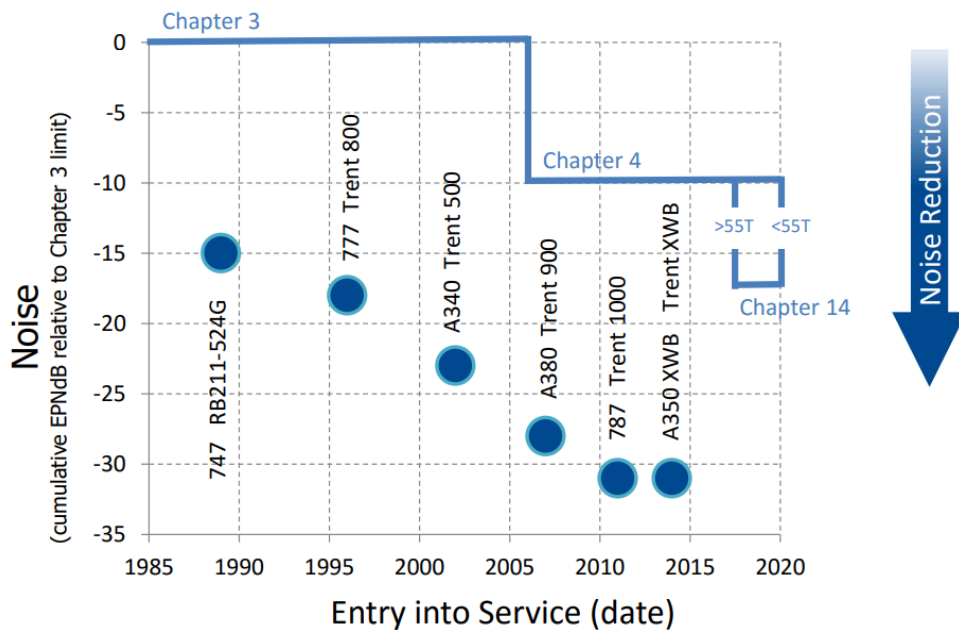 Chapter 3
0
-5
-10
-15
-20
-25
-30
-35
Noise
(cumulative EPNdB relative to Chapter 3 limit)
747 RB211-524G
777 Trent 800
A340 Trent 500
A380 Trent 900
787 Trent 1000
A350 XWB Trent XWB
Chapter 4
>55T <55T
Chapter 14
Noise Reduction
1985 1990 1995 2000 2005 2010 2015 2020
Entry into Service (date)